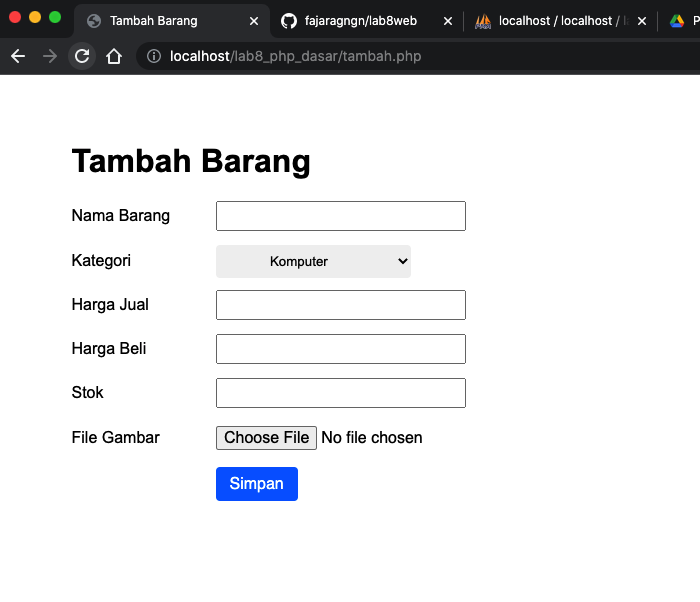 Tambah Barang
fajaragngn/lab8web
localhost / localhost /
localhost/lab8_php_dasar/tambah.php
Tambah Barang
Nama Barang
Kategori
Komputer
Harga Jual
Harga Beli
Stok
File Gambar
Choose File No file chosen
Simpan